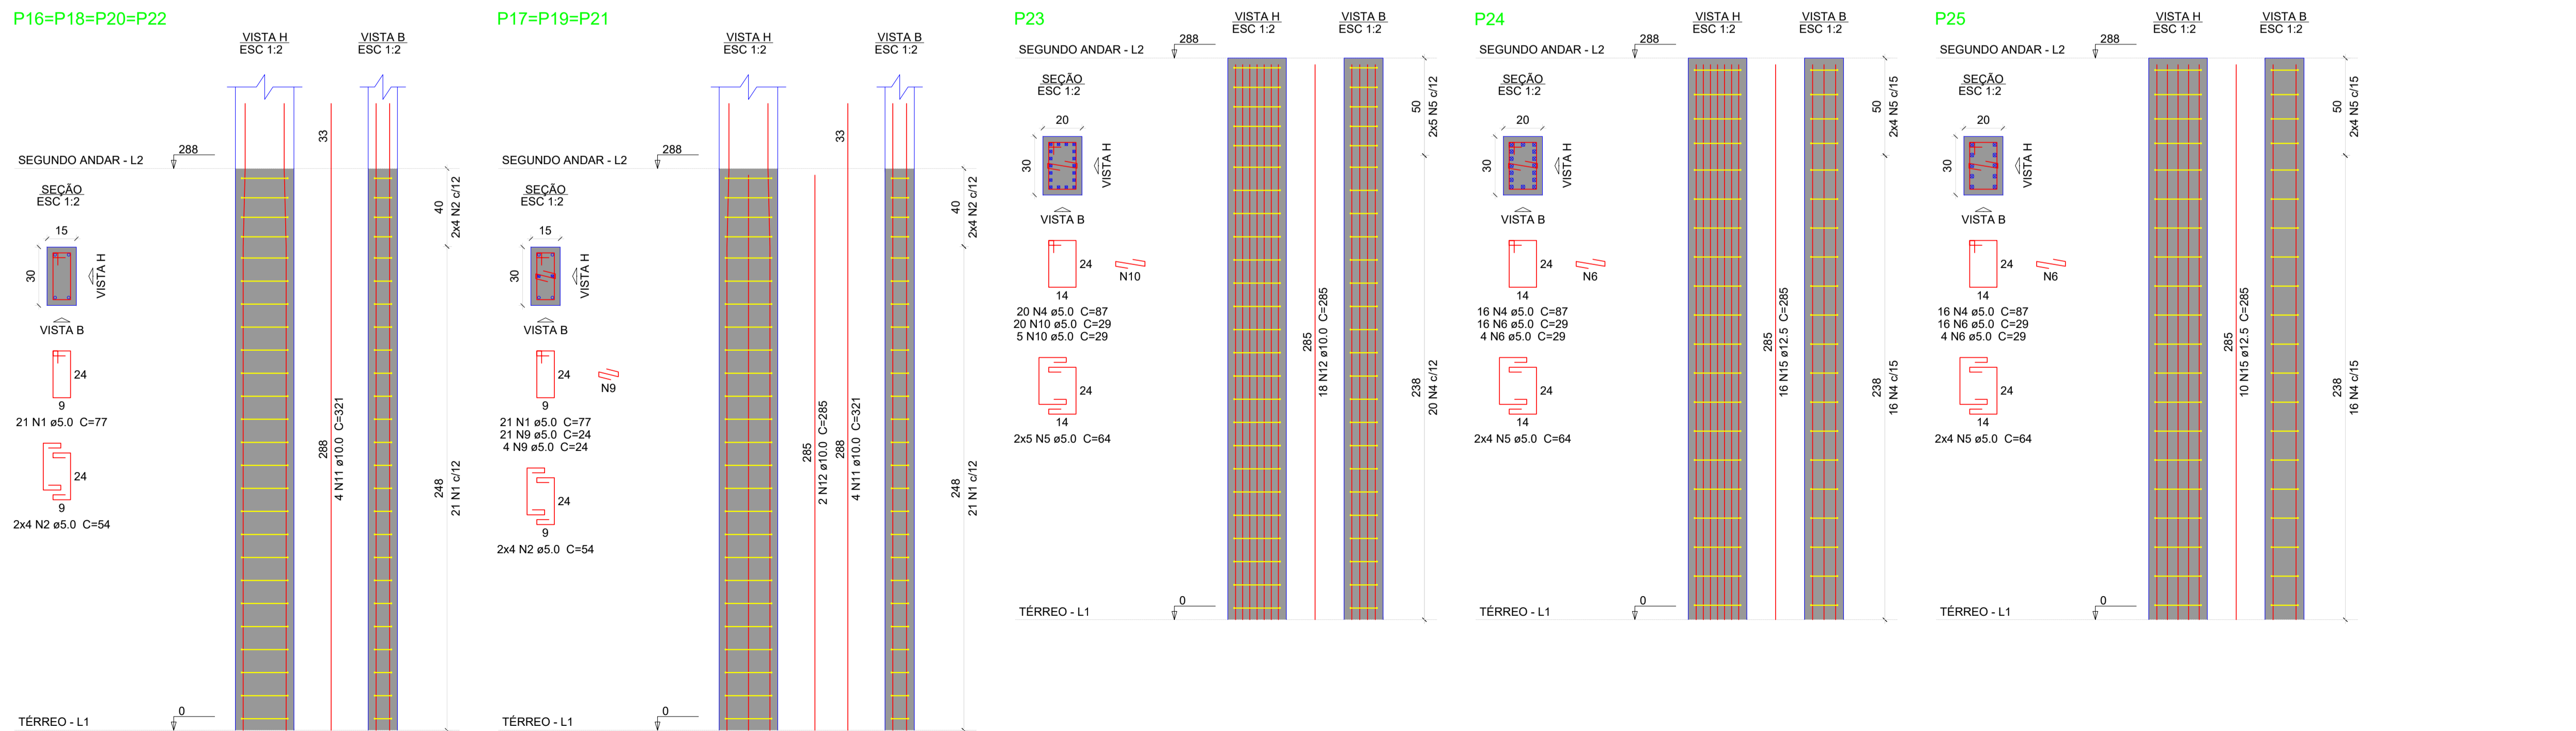 P16=P18=P20=P22
VISTA H
ESC 1:2
VISTA B
ESC 1:2
SEGUNDO ANDAR - L2
288
33
SEÇÃO
ESC 1:2
15
30
VISTA H
VISTA B
24
9
21 N1 ø5.0 C=77
24
9
2x4 N2 ø5.0 C=54
288
4 N11 ø10.0 C=321
40
2x4 N2 c/12
248
21 N1 c/12
TÉRREO - L1
0
P17=P19=P21
VISTA H
ESC 1:2
VISTA B
ESC 1:2
SEGUNDO ANDAR - L2
288
33
SEÇÃO
ESC 1:2
15
30
VISTA H
VISTA B
24
9
N9
21 N1 ø5.0 C=77
21 N9 ø5.0 C=24
4 N9 ø5.0 C=24
24
9
2x4 N2 ø5.0 C=54
285
2 N12 ø10.0 C=285
288
4 N11 ø10.0 C=321
40
2x4 N2 c/12
248
21 N1 c/12
TÉRREO - L1
0
P23
VISTA H
ESC 1:2
VISTA B
ESC 1:2
SEGUNDO ANDAR - L2
288
SEÇÃO
ESC 1:2
20
30
VISTA H
VISTA B
24
14
N10
20 N4 ø5.0 C=87
20 N10 ø5.0 C=29
5 N10 ø5.0 C=29
24
14
2x5 N5 ø5.0 C=64
285
18 N12 ø10.0 C=285
50
2x5 N5 c/12
238
20 N4 c/12
TÉRREO - L1
0
P24
VISTA H
ESC 1:2
VISTA B
ESC 1:2
SEGUNDO ANDAR - L2
288
SEÇÃO
ESC 1:2
20
30
VISTA H
VISTA B
24
14
N6
16 N4 ø5.0 C=87
16 N6 ø5.0 C=29
4 N6 ø5.0 C=29
24
14
2x4 N5 ø5.0 C=64
285
16 N15 ø12.5 C=285
50
2x4 N5 c/15
238
16 N4 c/15
TÉRREO - L1
0
P25
VISTA H
ESC 1:2
VISTA B
ESC 1:2
SEGUNDO ANDAR - L2
288
SEÇÃO
ESC 1:2
20
30
VISTA H
VISTA B
24
14
N6
16 N4 ø5.0 C=87
16 N6 ø5.0 C=29
4 N6 ø5.0 C=29
24
14
2x4 N5 ø5.0 C=64
285
10 N15 ø12.5 C=285
50
2x4 N5 c/15
238
16 N4 c/15
TÉRREO - L1
0